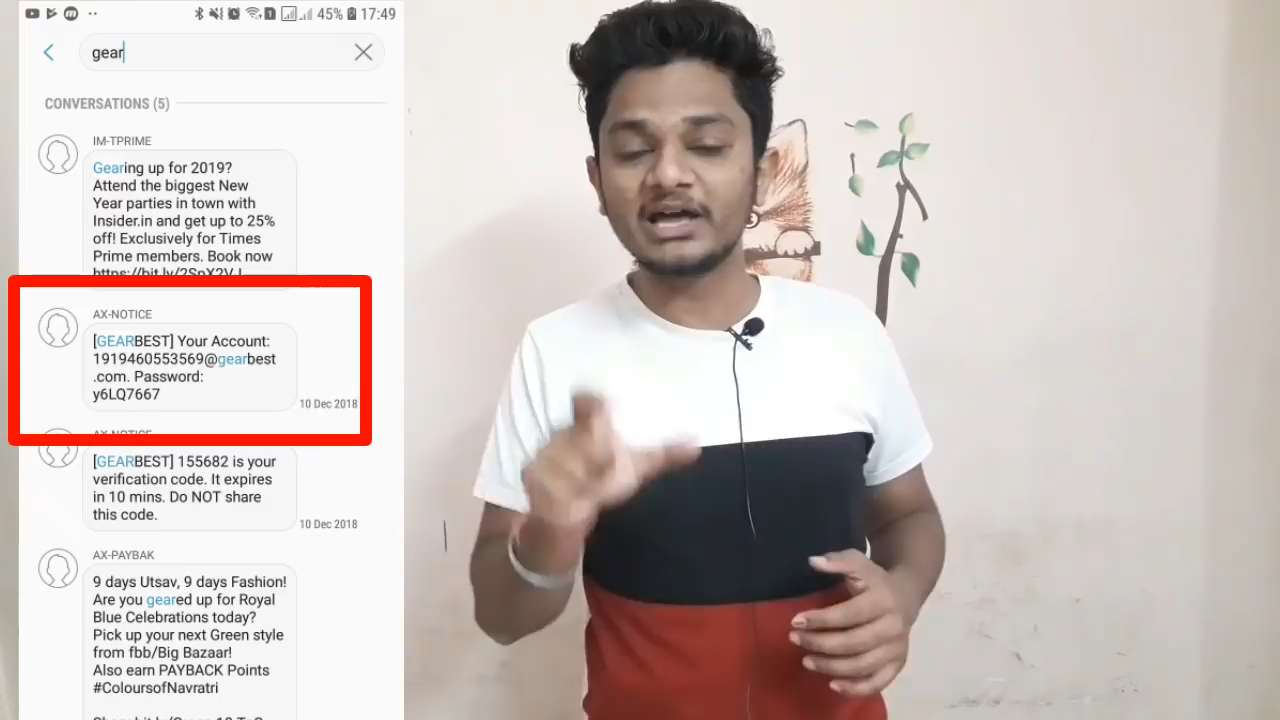 45% 17:49
gear
CONVERSATIONS (5)
IM-TPRIME
Gearing up for 2019?
Attend the biggest New
Year parties in town with
Insider.in and get up to 25%
off! Exclusively for Times
Prime members. Book now
AX-NOTICE
[GEARBEST] Your Account:
1919460553569@gearbest
.com. Password:
y6LQ7667
10 Dec 2018
AX-NOTICE
[GEARBEST] 155682 is your
verification code. It expires
in 10 mins. Do NOT share
this code.
10 Dec 2018
AX-PAYBAK
9 days Utsav, 9 days Fashion!
Are you geared up for Royal
Blue Celebrations today?
Pick up your next Green style
from fbb/Big Bazaar!
Also earn PAYBACK Points
#ColoursofNavratri